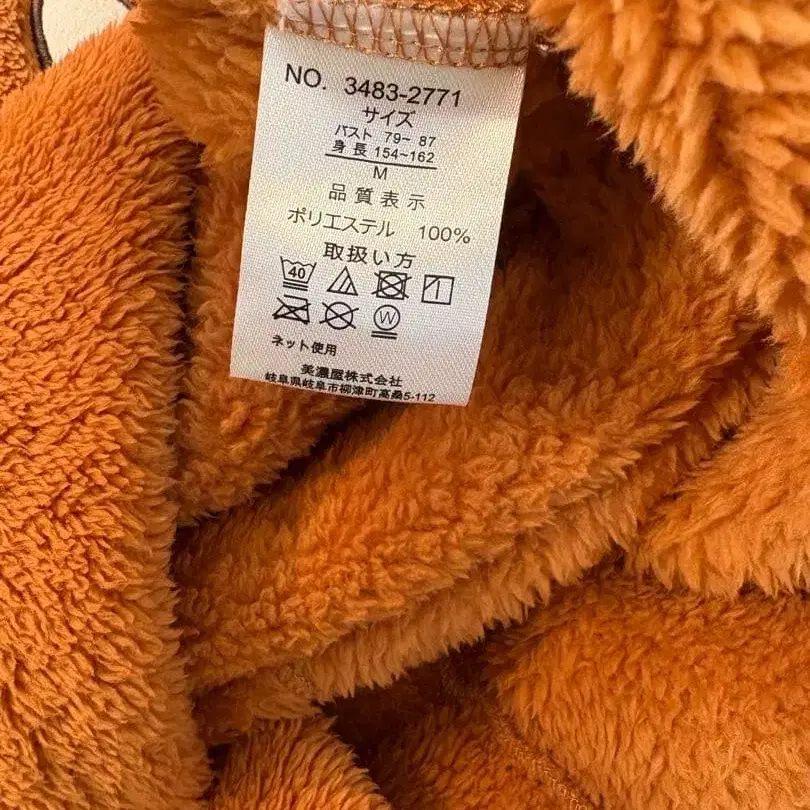 NO. 3483-2771
サイズ
バスト 79~ 87
身長 154~162
M
品質表示
ポリエステル 100%
取扱い方
40
W
ネット使用
美濃屋株式会社
岐阜県岐阜市柳津町高桑5-112